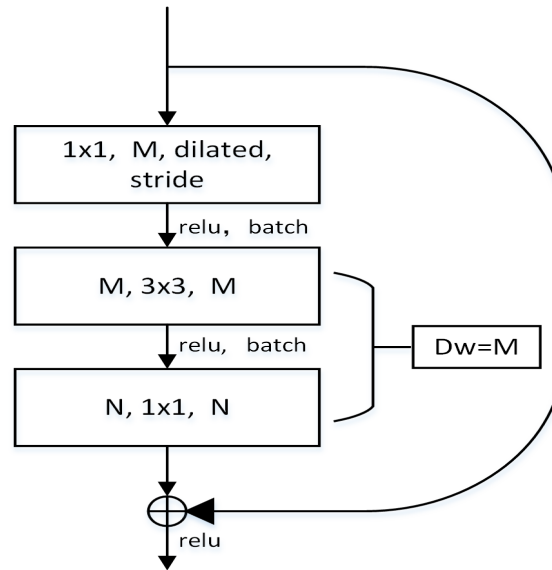 1x1, M, dilated,
stride
relu, batch
M, 3x3, M
relu, batch
Dw=M
N, 1x1, N
relu